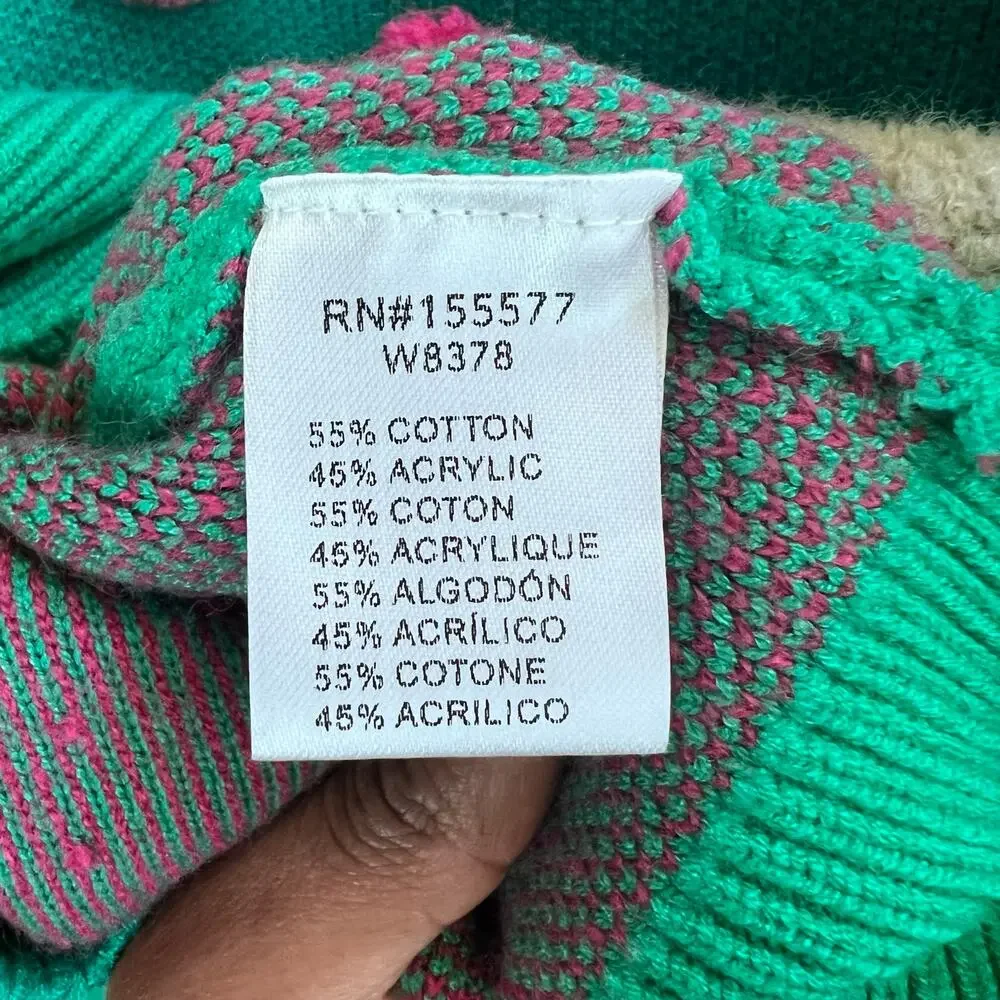 RN#155577
W8378
55% COTTON
45% ACRYLIC
55% COTON
45% ACRYLIQUE
55% ALGODÓN
45% ACRÍLICO
55% COTONE
45% ACRILICO